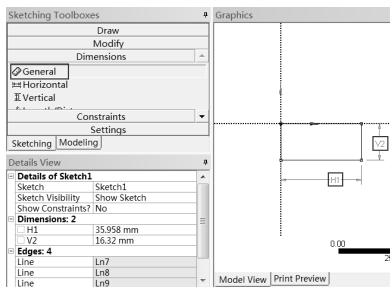 Sketching Toolboxes
Draw
Modify
Dimensions
General
Horizontal
Vertical
Constraints
Settings
Sketching Modeling
Details View
Details of Sketch1
Sketch Sketch1
Sketch Visibility Show Sketch
Show Constraints? No
Dimensions: 2
H1 35.958 mm
V2 16.32 mm
Edges: 4
Line Ln7
Line Ln8
Line Ln9
Graphics
V2
H1
0.00
Model View Print Preview